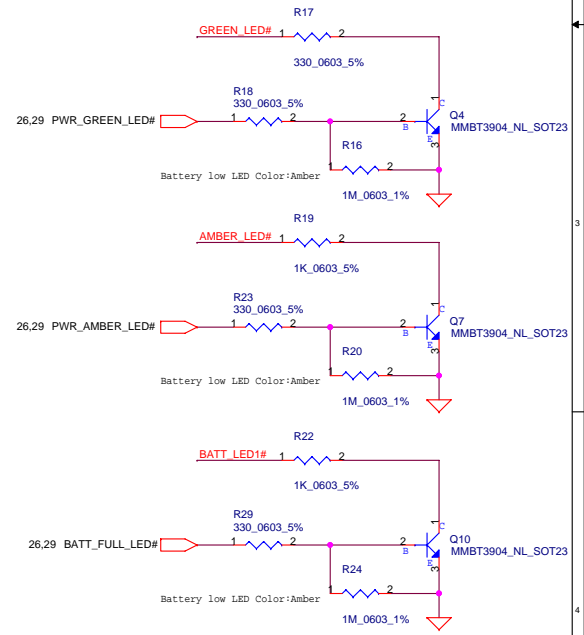 R17
GREEN_LED# 1 2
330_0603_5%
R18
330_0603_5%
1 C
Q4
MMBT3904_NL_SOT23
26,29 PWR_GREEN_LED# 1 2 2 B
E 3
R16
1 2
Battery low LED Color:Amber
1M_0603_1%
R19
AMBER_LED# 1 2
1K_0603_5%
R23
330_0603_5%
1 C
Q7
MMBT3904_NL_SOT23
26,29 PWR_AMBER_LED# 1 2 2 B
E 3
R20
1 2
Battery low LED Color:Amber
1M_0603_1%
R22
BATT_LED1# 1 2
1K_0603_5%
R29
330_0603_5%
1 C
Q10
MMBT3904_NL_SOT23
26,29 BATT_FULL_LED# 1 2 2 B
E 3
R24
1 2
Battery low LED Color:Amber
1M_0603_1%
3
4